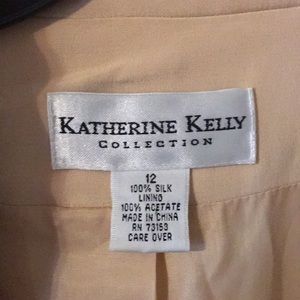 KATHERINE KELLY
COLLECTION
12
100% SILK
LINING
100% ACETATE
MADE IN CHINA
RN 73153
CARE OVER